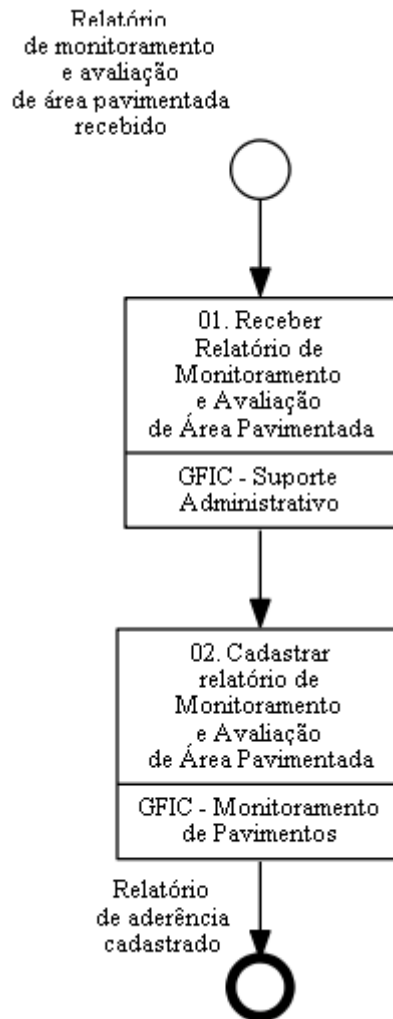 Relatório
de monitoramento
e avaliação
de área pavimentada
recebido
01. Receber
Relatório de
Monitoramento
e Avaliação
de Área Pavimentada
GFIC - Suporte
Administrativo
02. Cadastrar
relatório de
Monitoramento
e Avaliação
de Área Pavimentada
GFIC - Monitoramento
de Pavimentos
Relatório
de aderência
cadastrado